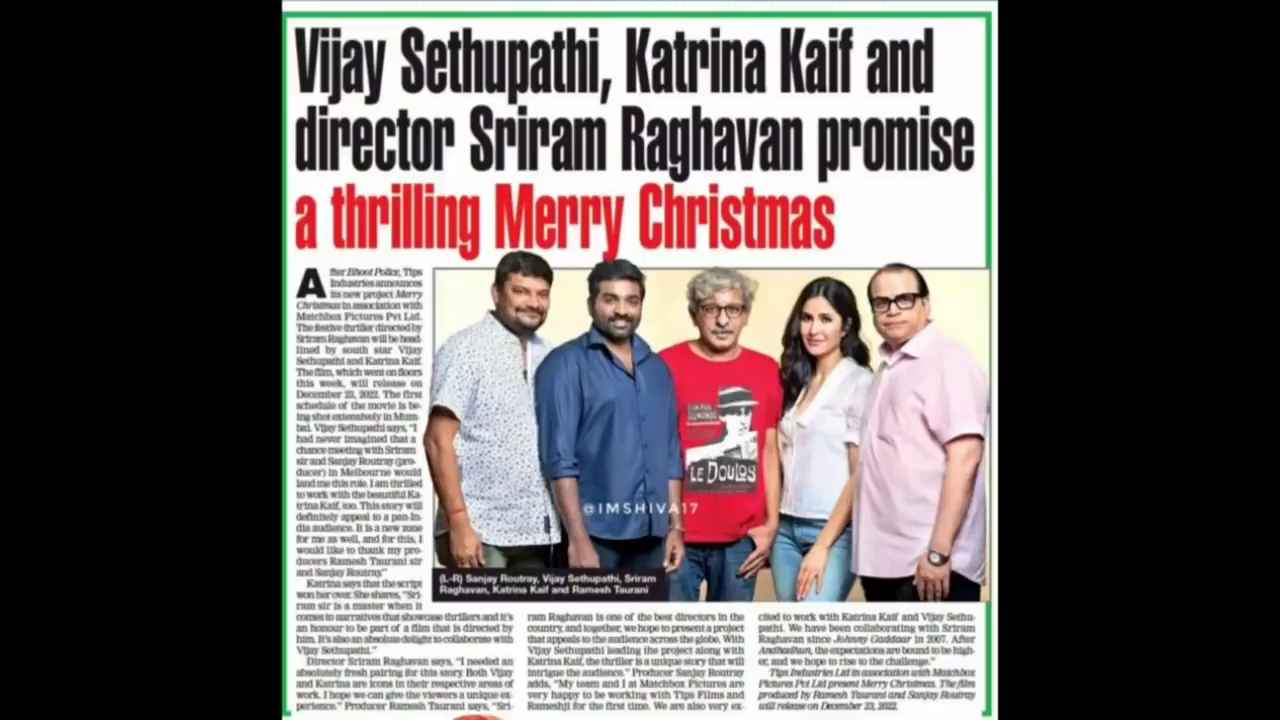 Vijay Sethupathi, Katrina Kaif and
director Sriram Raghavan promise
a thrilling Merry Christmas
After Bhoot Police, Tips
Industries announces
its new project Merry
Christmas in association with
Matchbox Pictures Pvt Ltd.
The festive thriller directed by
Sriram Raghavan will be head-
lined by south star Vijay
Sethupathi and Katrina Kaif.
The film, which went on floors
this week, will release on
December 23, 2022. The first
schedule of the movie is be-
ing shot extensively in Mum-
bai. Vijay Sethupathi says, "I
had never imagined that a
chance meeting with Sriram
sir and Sanjay Routray (pro-
ducer) in Melbourne would
land me this role. I am thrilled
to work with the beautiful Ka-
trina Kaif, too. This story will
definitely appeal to a pan-In-
dia audience. It is a new zone
for me as well, and for this, I
would like to thank my pro-
ducers Ramesh Taurani sir
and Sanjay Routray."
Katrina says that the script
won her over. She shares, "Sri-
ram sir is a master when it
comes to narratives that showcase thrillers and it's
an honour to be part of a film that is directed by
him. It's also an absolute delight to collaborate with
Vijay Sethupathi."
Director Sriram Raghavan says, "I needed an
absolutely fresh pairing for this story. Both Vijay
and Katrina are icons in their respective areas of
work. I hope we can give the viewers a unique ex-
perience." Producer Ramesh Taurani says, "Sri-
LE DOULOS
@IMSHIVA17
(L-R) Sanjay Routray, Vijay Sethupathi, Sriram
Raghavan, Katrina Kaif and Ramesh Taurani
ram Raghavan is one of the best directors in the
country, and together, we hope to present a project
that appeals to the audience across the globe. With
Vijay Sethupathi leading the project along with
Katrina Kaif, the thriller is a unique story that will
intrigue the audience." Producer Sanjay Routray
adds, "My team and I at Matchbox Pictures are
very happy to be working with Tips Films and
Rameshji for the first time. We are also very ex-
cited to work with Katrina Kaif and Vijay Sethu-
pathi. We have been collaborating with Sriram
Raghavan since Johnny Gaddaar in 2007. After
Andhadhun, the expectations are bound to be high-
er, and we hope to rise to the challenge."
Tips Industries Ltd in association with Matchbox
Pictures Pvt Ltd present Merry Christmas. The film
produced by Ramesh Taurani and Sanjay Routray
will release on December 23, 2022.